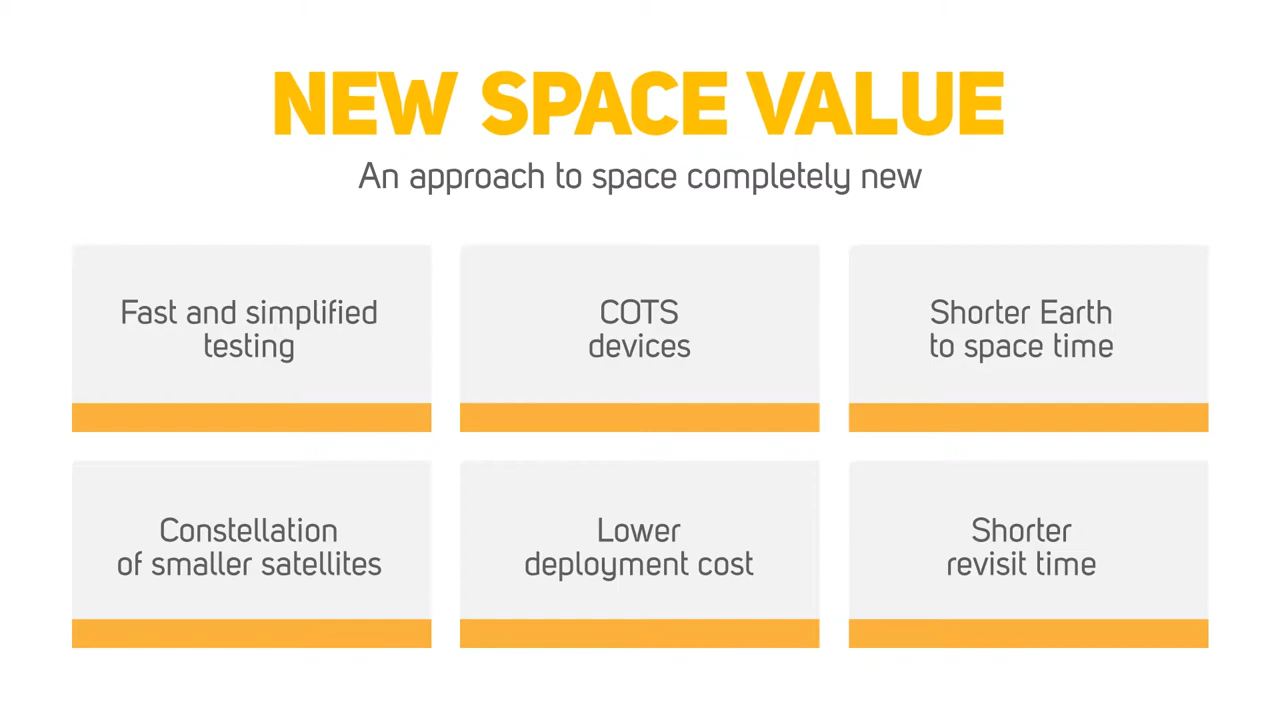 NEW SPACE VALUE
An approach to space completely new
Fast and simplified
testing
COTS
devices
Shorter Earth
to space time
Constellation
of smaller satellites
Lower
deployment cost
Shorter
revisit time